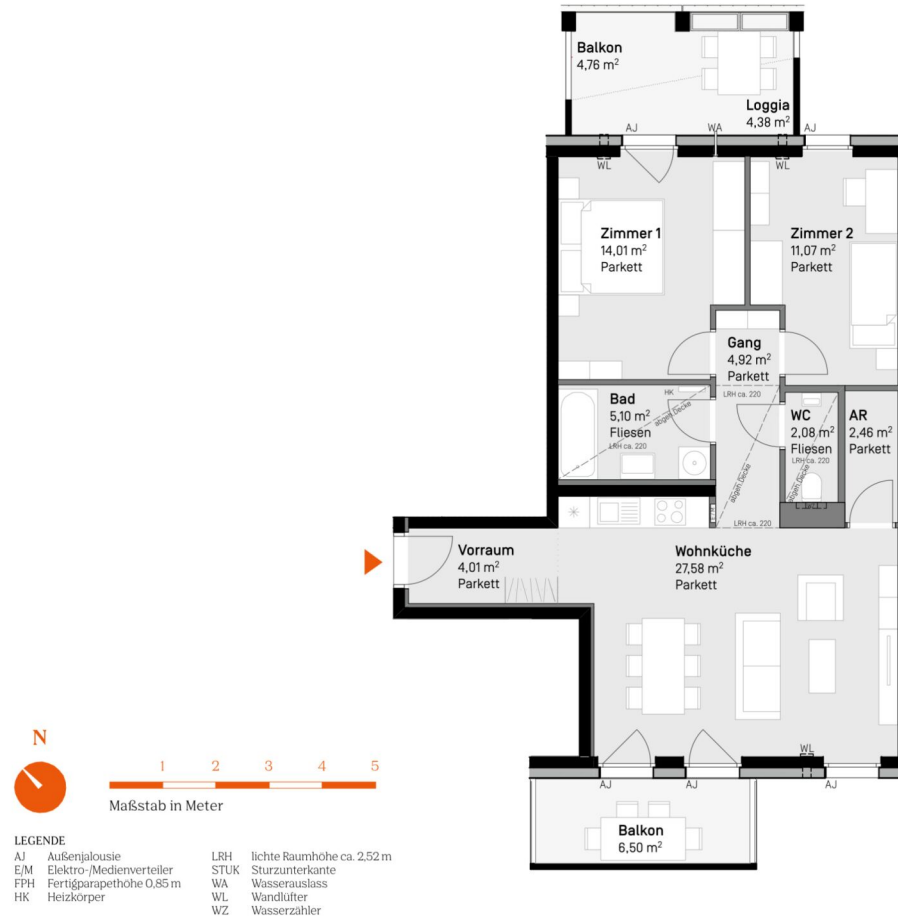 Balkon
4,76 m²
Loggia
4,38 m²
AJ
WA
AJ
WL
WL
Zimmer 1
14,01 m²
Parkett
Zimmer 2
11,07 m²
Parkett
Gang
4,92 m²
Parkett
LRH ca. 220
HK
Bad
5,10 m²
Fliesen
LRH ca. 220
abgeh. Decke
WC
2,08 m²
Fliesen
LRH ca. 220
abgeh. Decke
AR
2,46 m²
Parkett
abgeh. Decke
LRH ca. 220
Vorraum
4,01 m²
Parkett
Wohnküche
27,58 m²
Parkett
WL
AJ
AJ
AJ
Balkon
6,50 m²
N
1 2 3 4 5
Maßstab in Meter
LEGENDE
AJ Außenjalousie
E/M Elektro-/Medienverteiler
FPH Fertigparapethöhe 0,85 m
HK Heizkörper
LRH lichte Raumhöhe ca. 2,52 m
STUK Sturzunterkante
WA Wasserauslass
WL Wandlüfter
WZ Wasserzähler